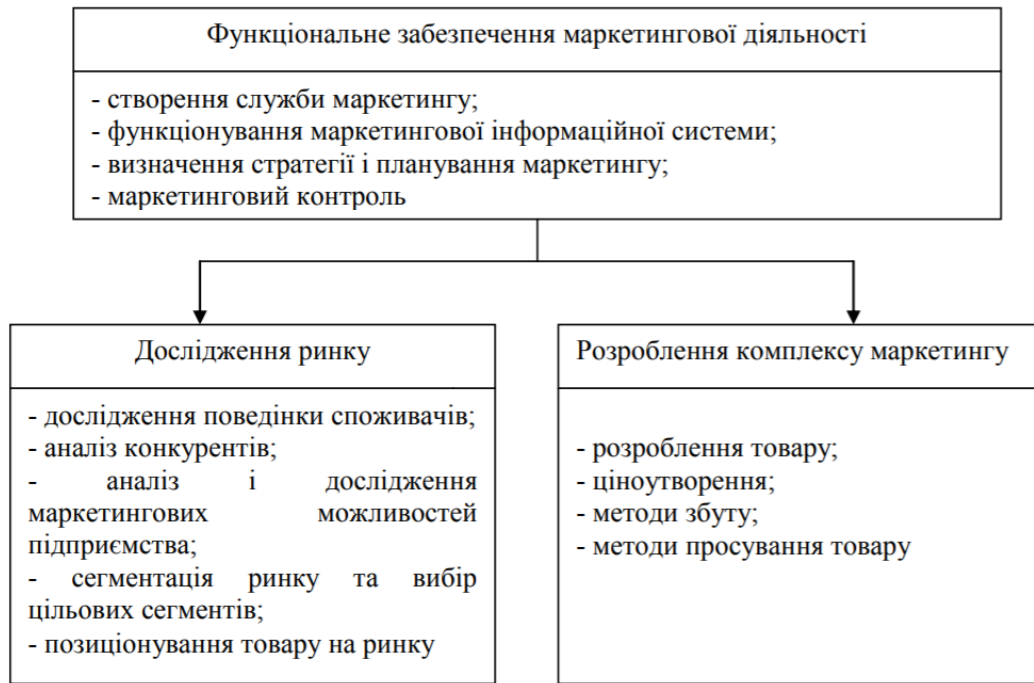 Функціональне забезпечення маркетингової діяльності
- створення служби маркетингу;
- функціонування маркетингової інформаційної системи;
- визначення стратегії і планування маркетингу;
- маркетинговий контроль
Дослідження ринку
- дослідження поведінки споживачів;
- аналіз конкурентів;
- аналіз і дослідження
маркетингових можливостей
підприємства;
- сегментація ринку та вибір
цільових сегментів;
- позиціонування товару на ринку
Розроблення комплексу маркетингу
- розроблення товару;
- ціноутворення;
- методи збуту;
- методи просування товару